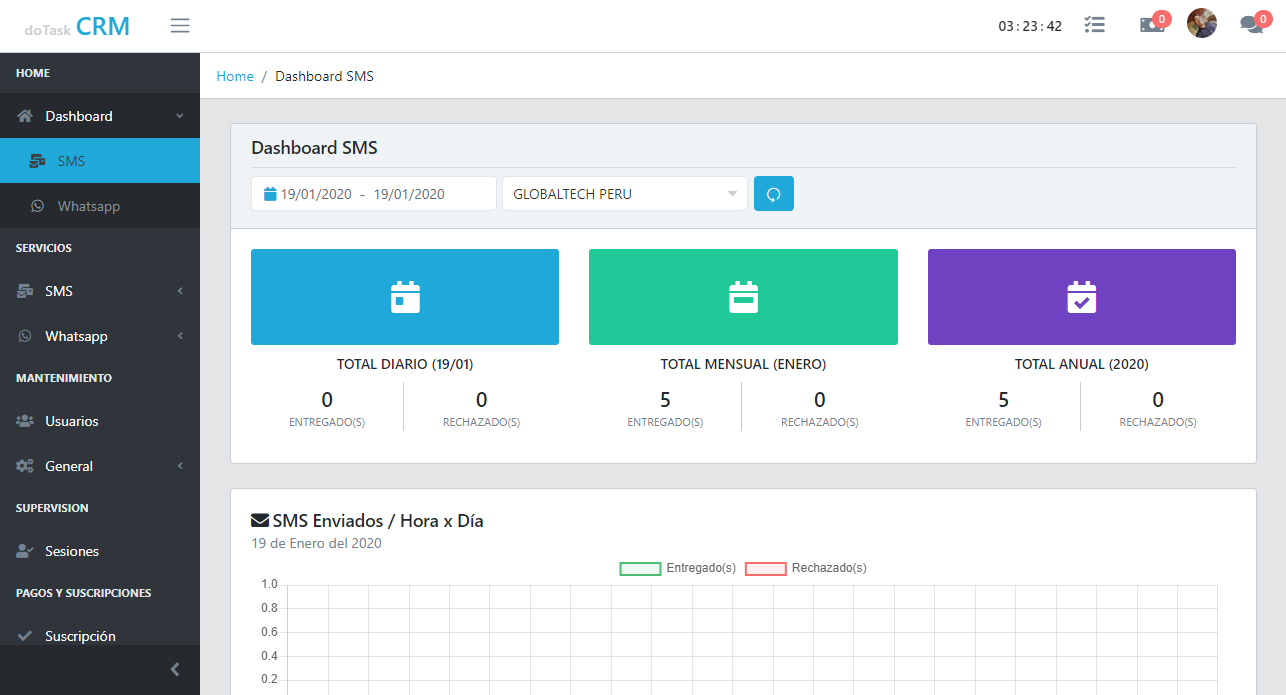 doTask CRM
03 : 23 : 42
0
0
HOME
Dashboard
SMS
Whatsapp
SERVICIOS
SMS
Whatsapp
MANTENIMIENTO
Usuarios
General
SUPERVISION
Sesiones
PAGOS Y SUSCRIPCIONES
Suscripción
Home / Dashboard SMS
Dashboard SMS
19/01/2020 - 19/01/2020
GLOBALTECH PERU
TOTAL DIARIO (19/01)
0
ENTREGADO(S)
0
RECHAZADO(S)
TOTAL MENSUAL (ENERO)
5
ENTREGADO(S)
0
RECHAZADO(S)
TOTAL ANUAL (2020)
5
ENTREGADO(S)
0
RECHAZADO(S)
SMS Enviados / Hora x Día
19 de Enero del 2020
Entregado(s)
Rechazado(s)
1.0
0.8
0.6
0.4
0.2